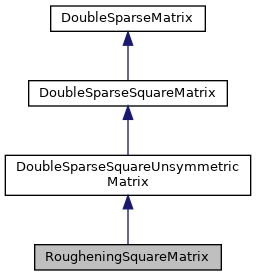 DoubleSparseMatrix
DoubleSparseSquareMatrix
DoubleSparseSquareUnsymmetric
Matrix
RougheningSquareMatrix